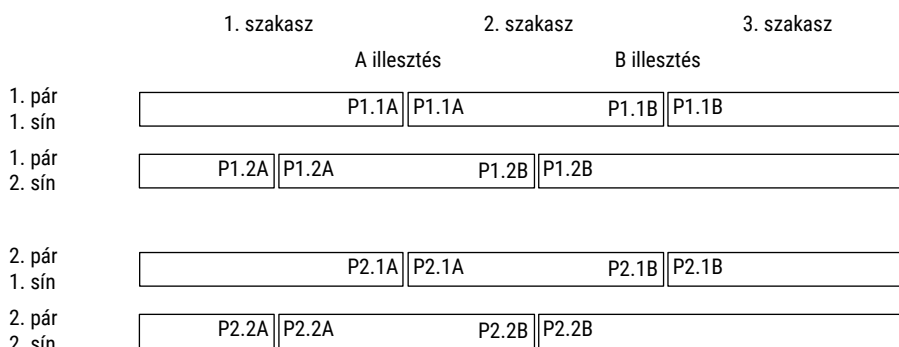 1. szakasz 2. szakasz 3. szakasz
A illesztés B illesztés
1. pár
1. sín
P1.1A P1.1A P1.1B P1.1B
1. pár
2. sín
P1.2A P1.2A P1.2B P1.2B
2. pár
1. sín
P2.1A P2.1A P2.1B P2.1B
2. pár
2. sín
P2.2A P2.2A P2.2B P2.2B